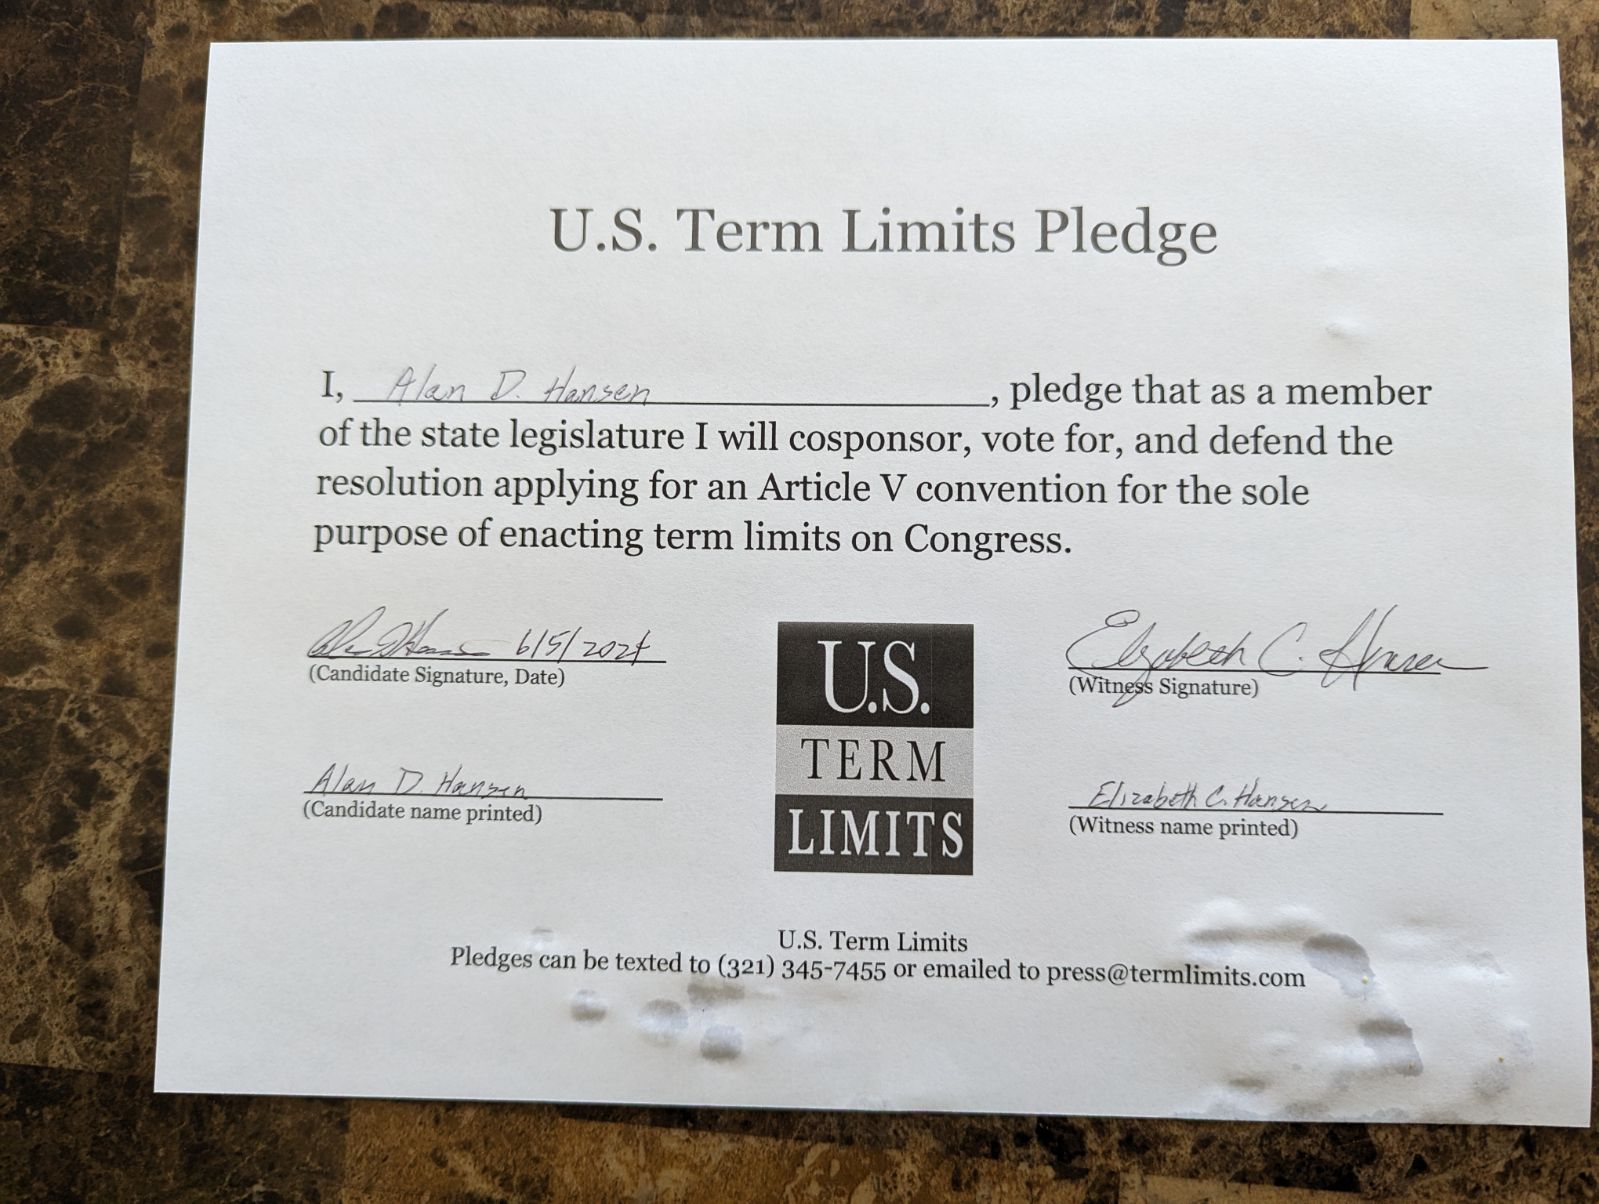 U.S. Term Limits Pledge
I, Alan D. Hansen, pledge that as a member
of the state legislature I will cosponsor, vote for, and defend the
resolution applying for an Article V convention for the sole
purpose of enacting term limits on Congress.
6/5/2024
(Candidate Signature, Date)
Alan D. Hansen
(Candidate name printed)
U.S.
TERM
LIMITS
Elizabeth C. Hansen
(Witness Signature)
Elizabeth C. Hansen
(Witness name printed)
U.S. Term Limits
Pledges can be texted to (321) 345-7455 or emailed to press@termlimits.com